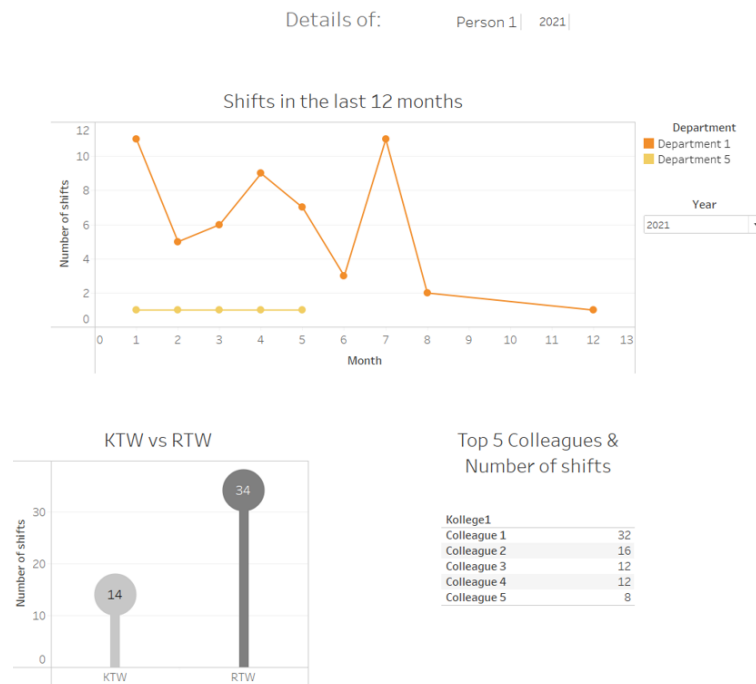 Details of: Person 1 2021
Shifts in the last 12 months
12
10
8
6
4
2
0
Number of shifts
0 1 2 3 4 5 6 7 8 9 10 11 12 13
Month
Department
Department 1
Department 5
Year
2021
KTW vs RTW
30
20
10
0
Number of shifts
14
34
KTW RTW
Top 5 Colleagues &
Number of shifts
Kollege1
Colleague 1 32
Colleague 2 16
Colleague 3 12
Colleague 4 12
Colleague 5 8